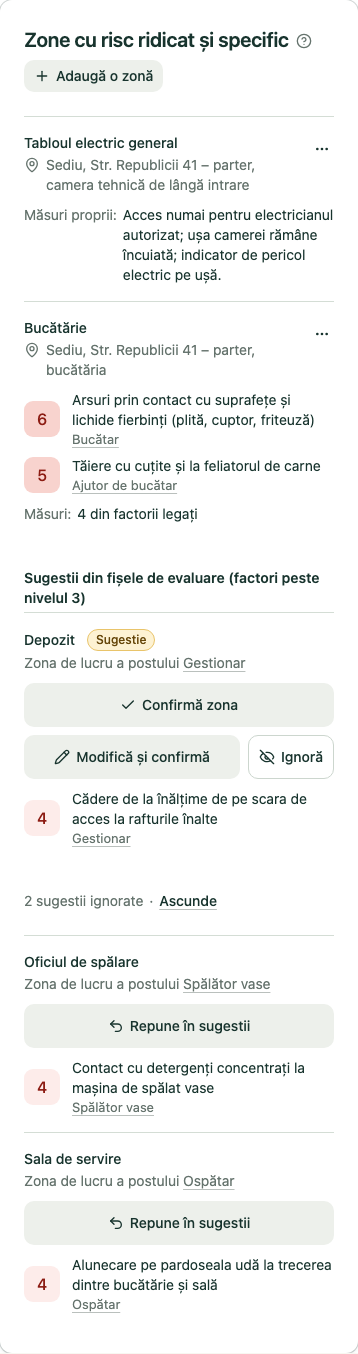 Zone cu risc ridicat și specific
Adaugă o zonă
Tabloul electric general
Sediu, Str. Republicii 41 – parter,
camera tehnică de lângă intrare
Măsuri proprii: Acces numai pentru electricianul
autorizat; ușa camerei rămâne
încuiată; indicator de pericol
electric pe ușă.
Bucătărie
Sediu, Str. Republicii 41 – parter,
bucătăria
6
Arsuri prin contact cu suprafețe și
lichide fierbinți (plită, cuptor, friteuză)
Bucătar
5
Tăiere cu cuțite și la feliatorul de carne
Ajutor de bucătar
Măsuri: 4 din factorii legați
Sugestii din fișele de evaluare (factori peste
nivelul 3)
Depozit Sugestie
Zona de lucru a postului Gestionar
Confirmă zona
Modifică și confirmă
Ignoră
4
Cădere de la înălțime de pe scara de
acces la rafturile înalte
Gestionar
2 sugestii ignorate · Ascunde
Oficiul de spălare
Zona de lucru a postului Spălător vase
Repune în sugestii
4
Contact cu detergenți concentrați la
mașina de spălat vase
Spălător vase
Sala de servire
Zona de lucru a postului Ospătar
Repune în sugestii
4
Alunecare pe pardoseala udă la trecerea
dintre bucătărie și sală
Ospătar